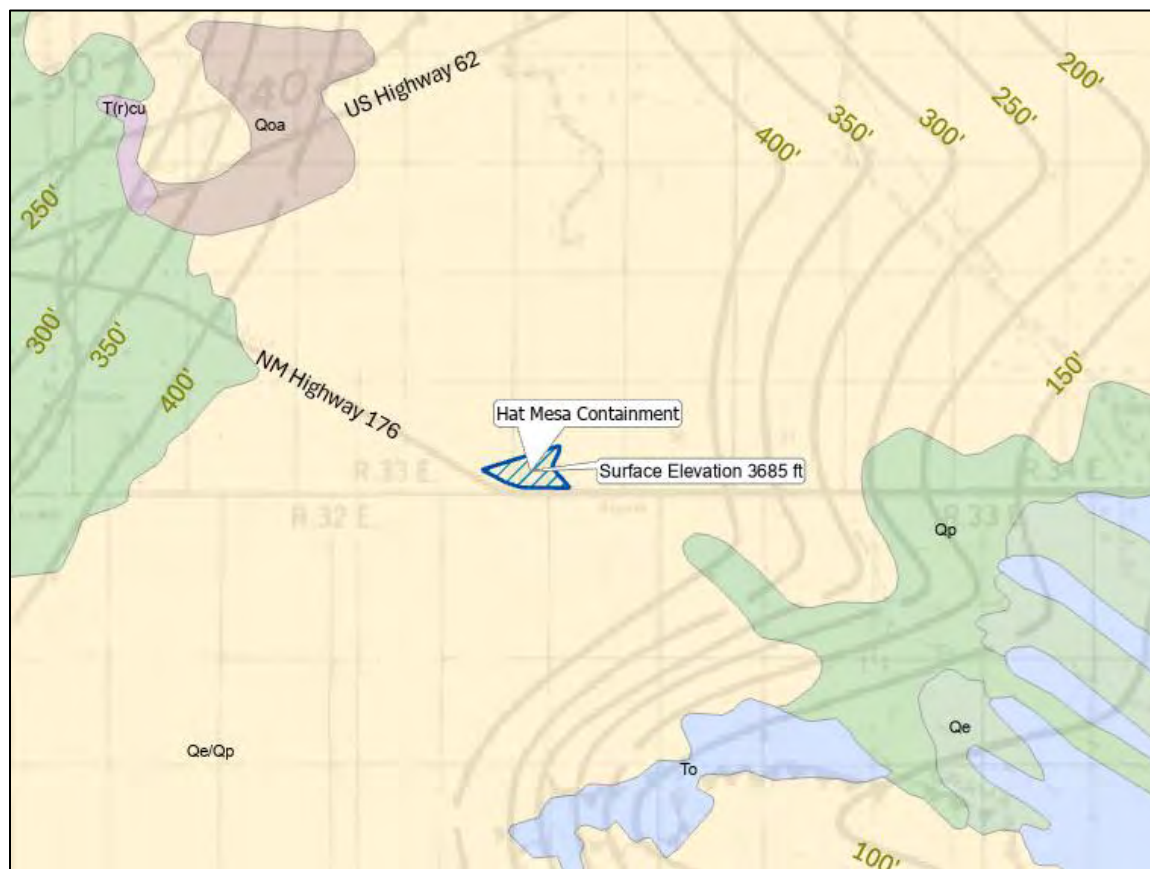 200'
250'
300'
350'
400'
US Highway 62
40'
T(r)cu
Qoa
250'
300'
350'
400'
NM Highway 176
150'
Hat Mesa Containment
Surface Elevation 3685 ft
R.33 E.
R.32 E.
R.33 E.
Qp
Qe
Qe/Qp
To
100'